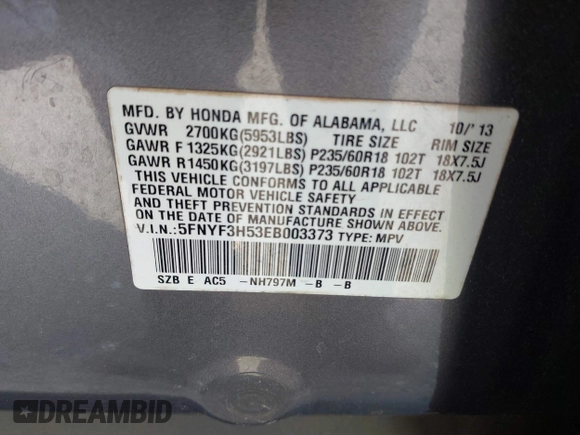 MFD. BY HONDA MFG. OF ALABAMA, LLC 10/'13
GVWR 2700KG(5953LBS) TIRE SIZE RIM SIZE
GAWR F 1325KG(2921LBS) P235/60R18 102T 18X7.5J
GAWR R1450KG(3197LBS) P235/60R18 102T 18X7.5J
THIS VEHICLE CONFORMS TO ALL APPLICABLE
FEDERAL MOTOR VEHICLE SAFETY
AND THEFT PREVENTION STANDARDS IN EFFECT
ON THE DATE OF MANUFACTURE SHOWN ABOVE.
V.I.N.:5FNYF3H53EB003373 TYPE: MPV
SZB E AC5 -NH797M -B -B
DREAMBID